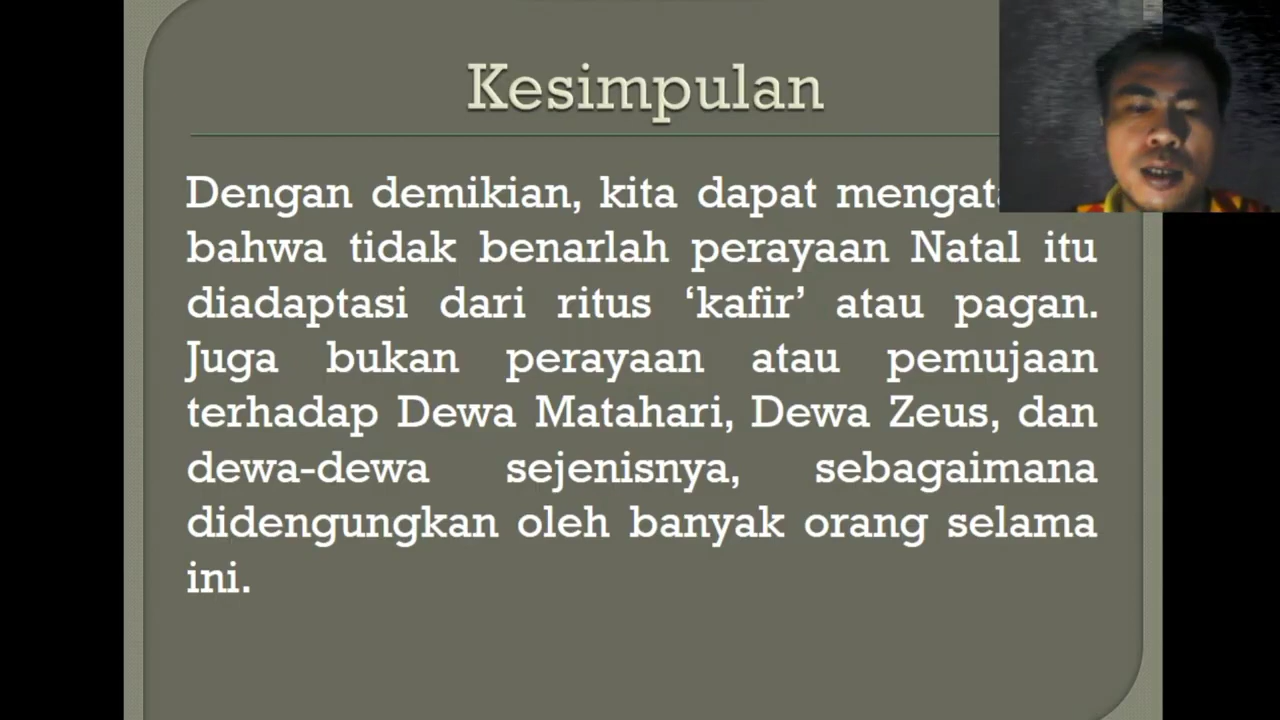 Kesimpulan
Dengan demikian, kita dapat
bahwa tidak benarlah perayaan Natal itu
diadaptasi dari ritus ‘kafir’ atau pagan.
Juga bukan perayaan atau pemujaan
terhadap Dewa Matahari, Dewa Zeus, dan
dewa-dewa sejenisnya, sebagaimana
didengungkan oleh banyak orang selama
ini.